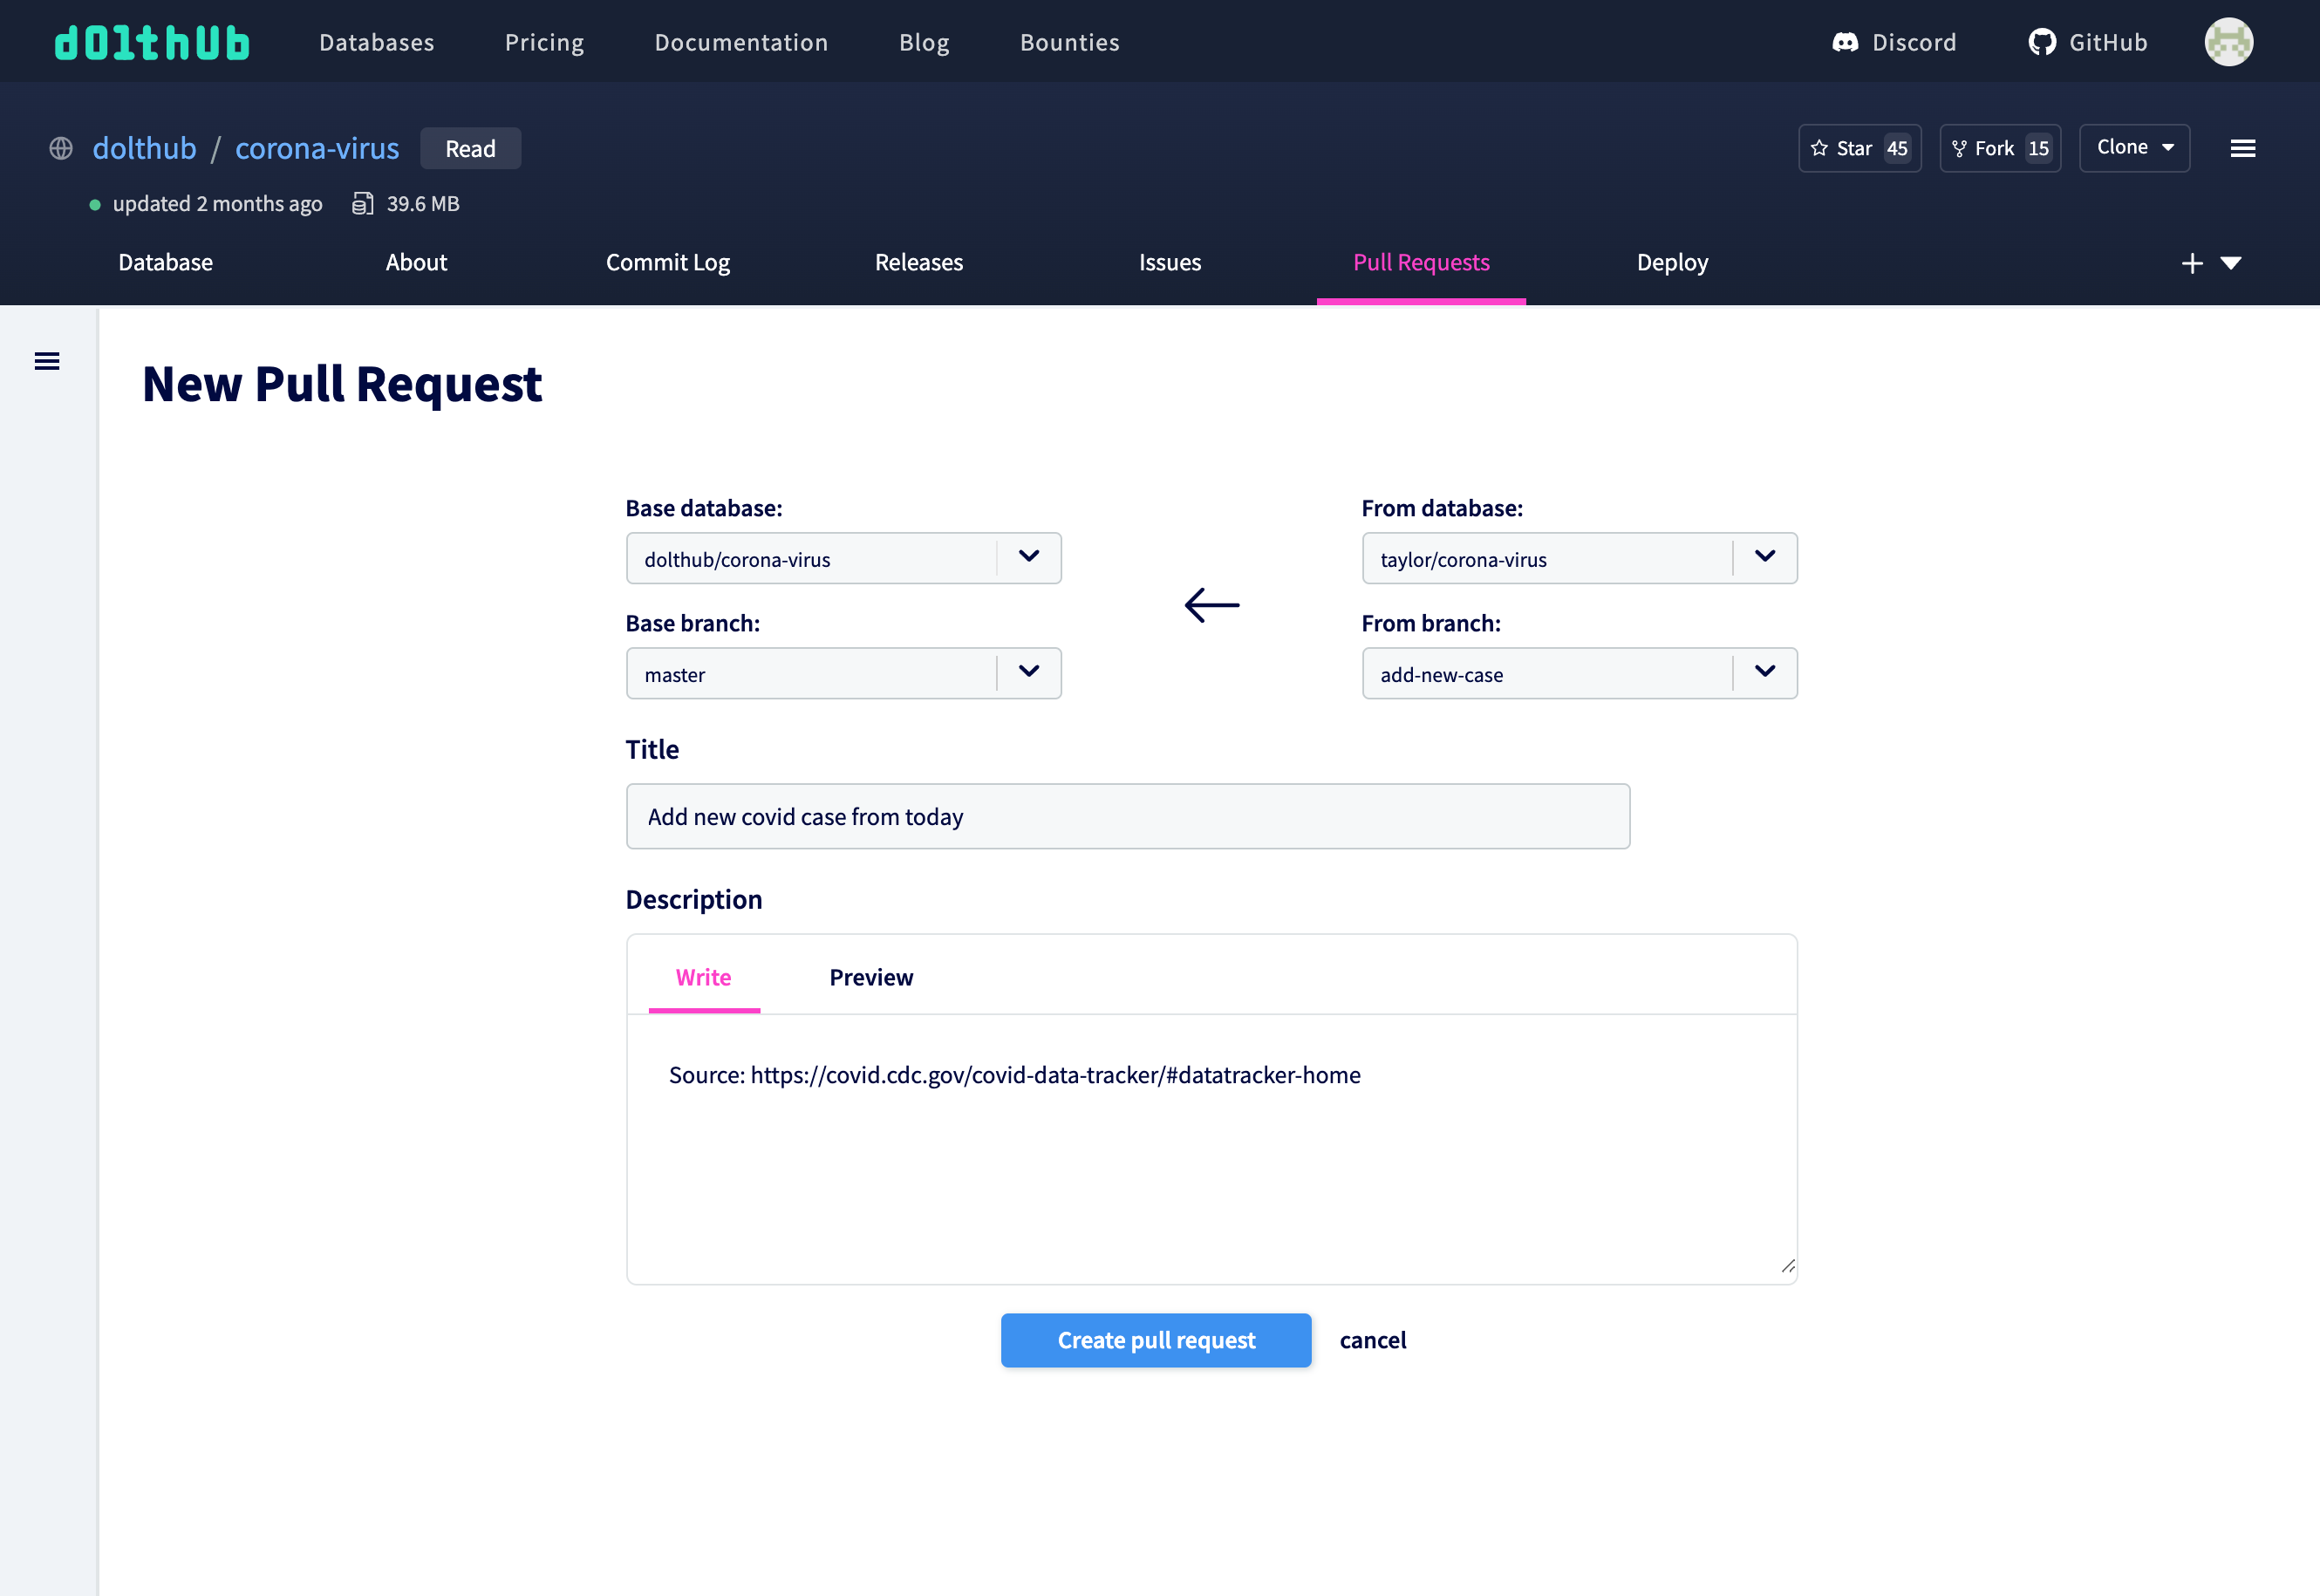 dolthub Databases Pricing Documentation Blog Bounties Discord GitHub
dolthub / corona-virus Read Star 45 Fork 15 Clone
updated 2 months ago 39.6 MB
Database About Commit Log Releases Issues Pull Requests Deploy
New Pull Request
Base database: From database:
dolthub/corona-virus taylor/corona-virus
Base branch: From branch:
master add-new-case
Title
Add new covid case from today
Description
Write Preview
Source: https://covid.cdc.gov/covid-data-tracker/#datatracker-home
Create pull request cancel